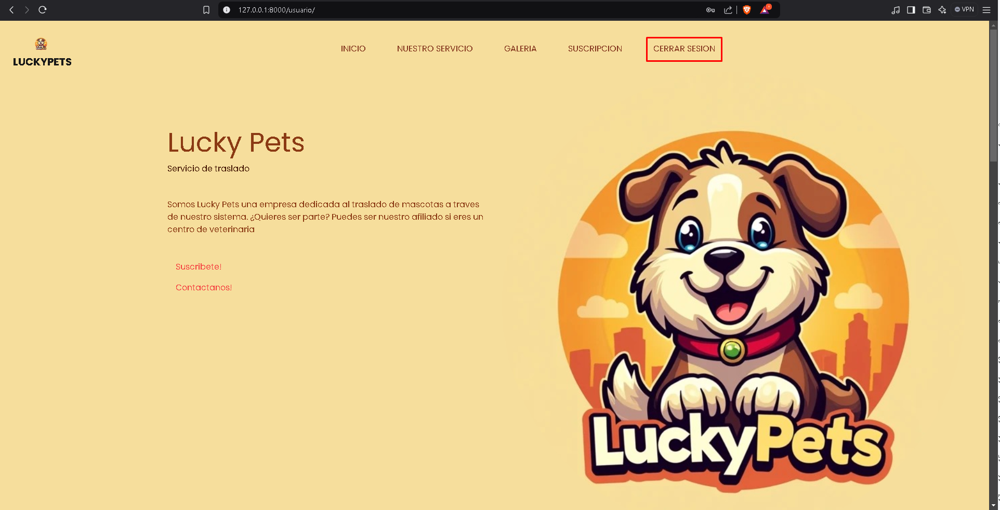 127.0.0.1:8000/usuario/
VPN
LUCKYPETS
INICIO
NUESTRO SERVICIO
GALERIA
SUSCRIPCION
CERRAR SESION
Lucky Pets
Servicio de traslado
Somos Lucky Pets una empresa dedicada al traslado de mascotas a traves
de nuestro sistema. ¿Quieres ser parte? Puedes ser nuestro afiliado si eres un
centro de veterinaria
Suscribete!
Contactanos!
LuckyPets